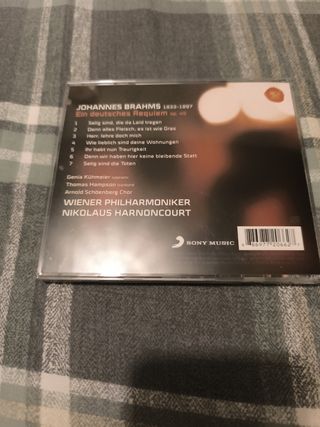 JOHANNES BRAHMS 1833-1897
Ein deutsches Requiem op. 45
1 Selig sind, die da Leid tragen
2 Denn alles Fleisch, es ist wie Gras
3 Herr, lehre doch mich
4 Wie lieblich sind deine Wohnungen
5 Ihr habt nun Traurigkeit
6 Denn wir haben hier keine bleibende Statt
7 Selig sind die Toten
Genia Kühmeier soprano
Thomas Hampson baritone
Arnold Schoenberg Chor
WIENER PHILHARMONIKER
NIKOLAUS HARNONCOURT
SONY MUSIC